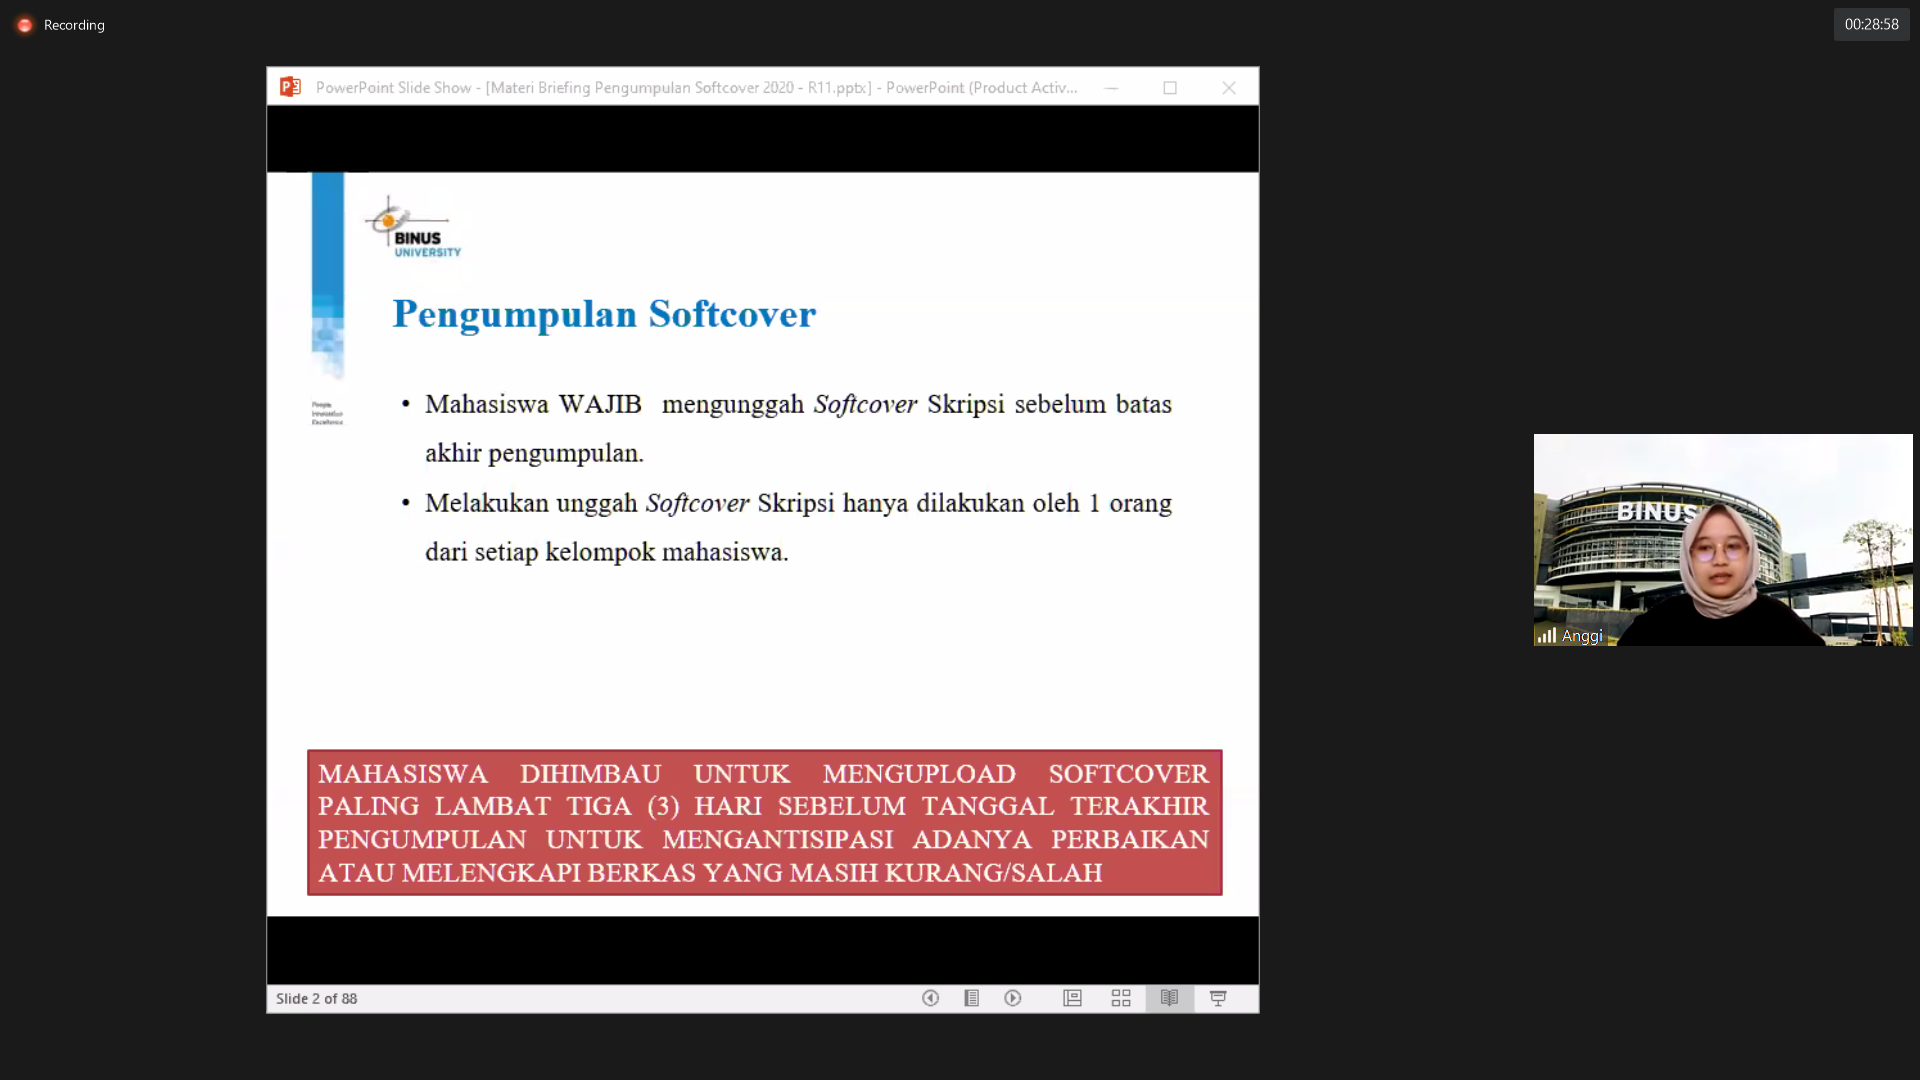 Recording
00:28:58
PowerPoint Slide Show - [Materi Briefing Pengumpulan Softcover 2020 - R11.pptx] - PowerPoint (Product Activ...
BINUS
UNIVERSITY
Pengumpulan Softcover
People
Innovation
Excellence
• Mahasiswa WAJIB mengunggah Softcover Skripsi sebelum batas
akhir pengumpulan.
• Melakukan unggah Softcover Skripsi hanya dilakukan oleh 1 orang
dari setiap kelompok mahasiswa.
BINUS
Anggi
MAHASISWA DIHIMBAU UNTUK MENGUPLOAD SOFTCOVER
PALING LAMBAT TIGA (3) HARI SEBELUM TANGGAL TERAKHIR
PENGUMPULAN UNTUK MENGANTISIPASI ADANYA PERBAIKAN
ATAU MELENGKAPI BERKAS YANG MASIH KURANG/SALAH
Slide 2 of 88